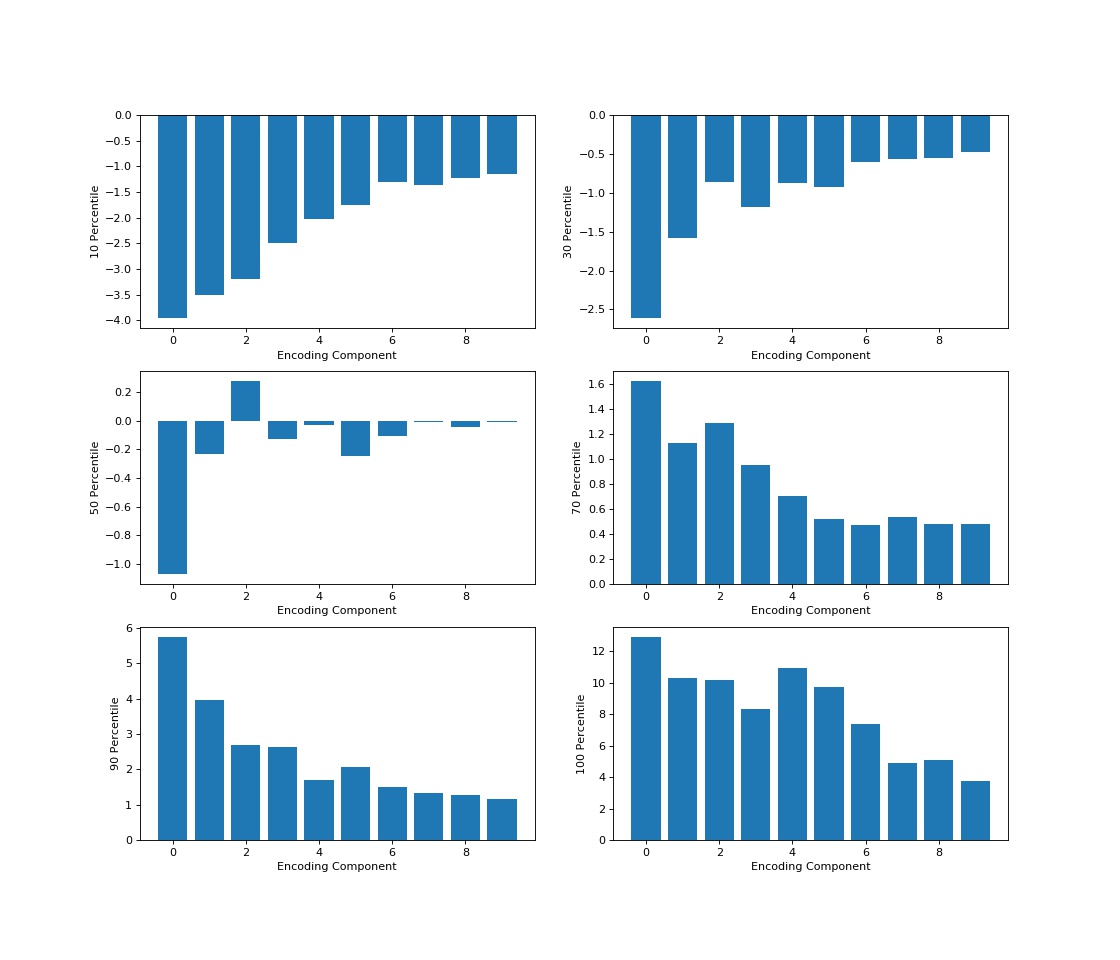 0.0
−0.5
−1.0
−1.5
−2.0
−2.5
−3.0
−3.5
−4.0
10 Percentile
0 2 4 6 8
Encoding Component
0.0
−0.5
−1.0
−1.5
−2.0
−2.5
30 Percentile
0 2 4 6 8
Encoding Component
0.2
0.0
−0.2
−0.4
−0.6
−0.8
−1.0
50 Percentile
0 2 4 6 8
Encoding Component
1.6
1.4
1.2
1.0
0.8
0.6
0.4
0.2
0.0
70 Percentile
0 2 4 6 8
Encoding Component
6
5
4
3
2
1
0
90 Percentile
0 2 4 6 8
Encoding Component
12
10
8
6
4
2
0
100 Percentile
0 2 4 6 8
Encoding Component